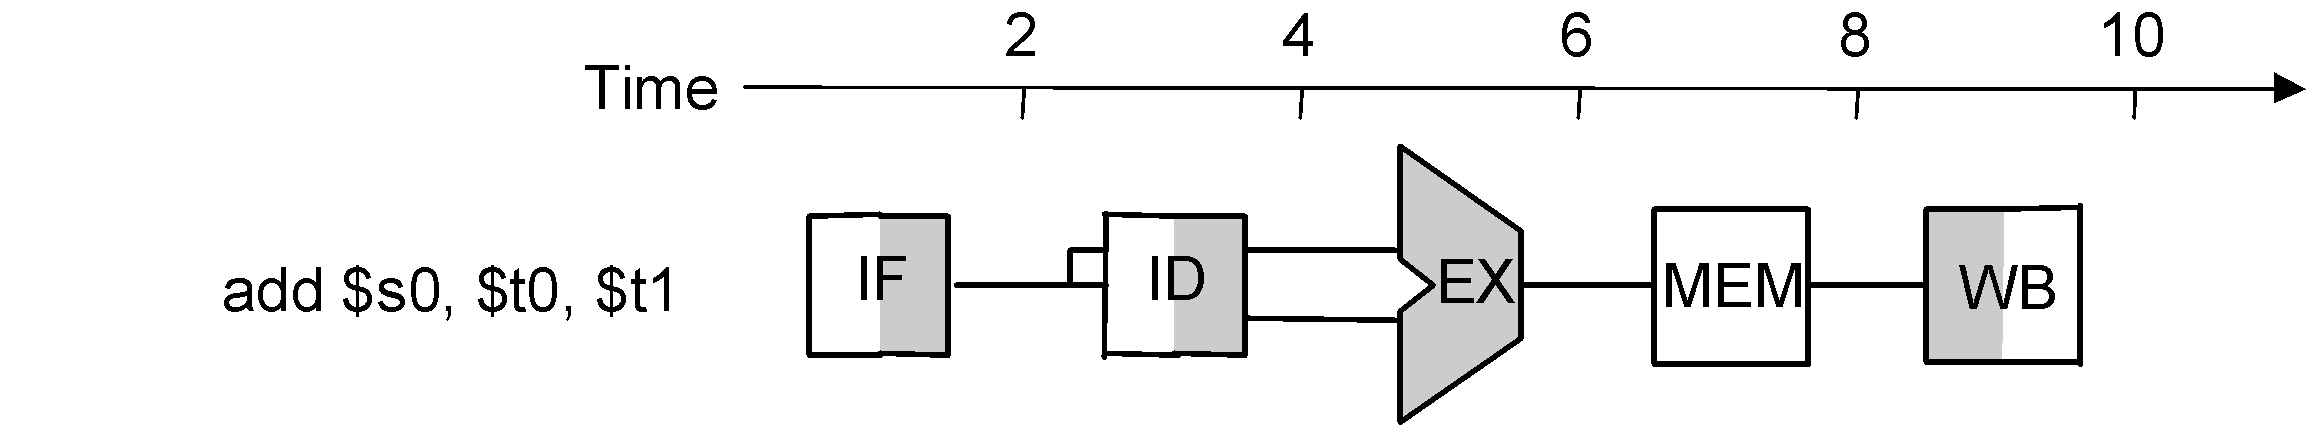 2 4 6 8 10
Time
add $s0, $t0, $t1 IF ID EX MEM WB